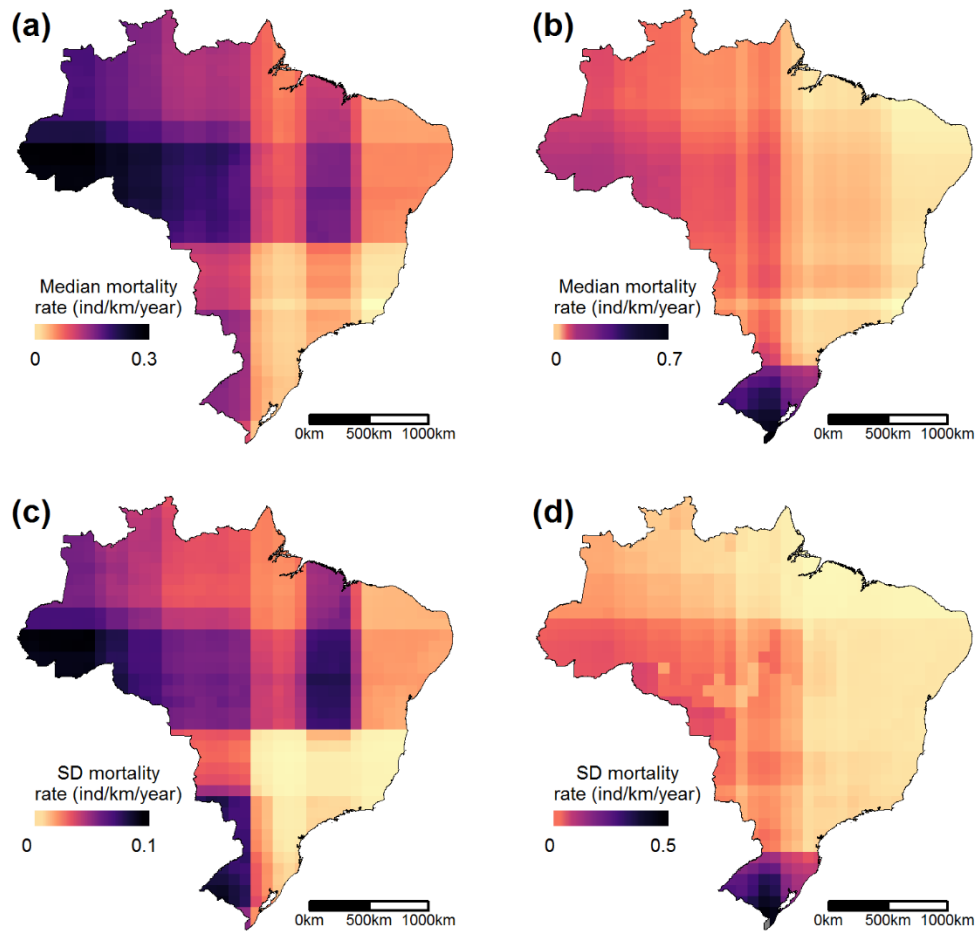 (a)
Median mortality
rate (ind/km/year)
0 0.3
0km 500km 1000km
(b)
Median mortality
rate (ind/km/year)
0 0.7
0km 500km 1000km
(c)
SD mortality
rate (ind/km/year)
0 0.1
0km 500km 1000km
(d)
SD mortality
rate (ind/km/year)
0 0.5
0km 500km 1000km